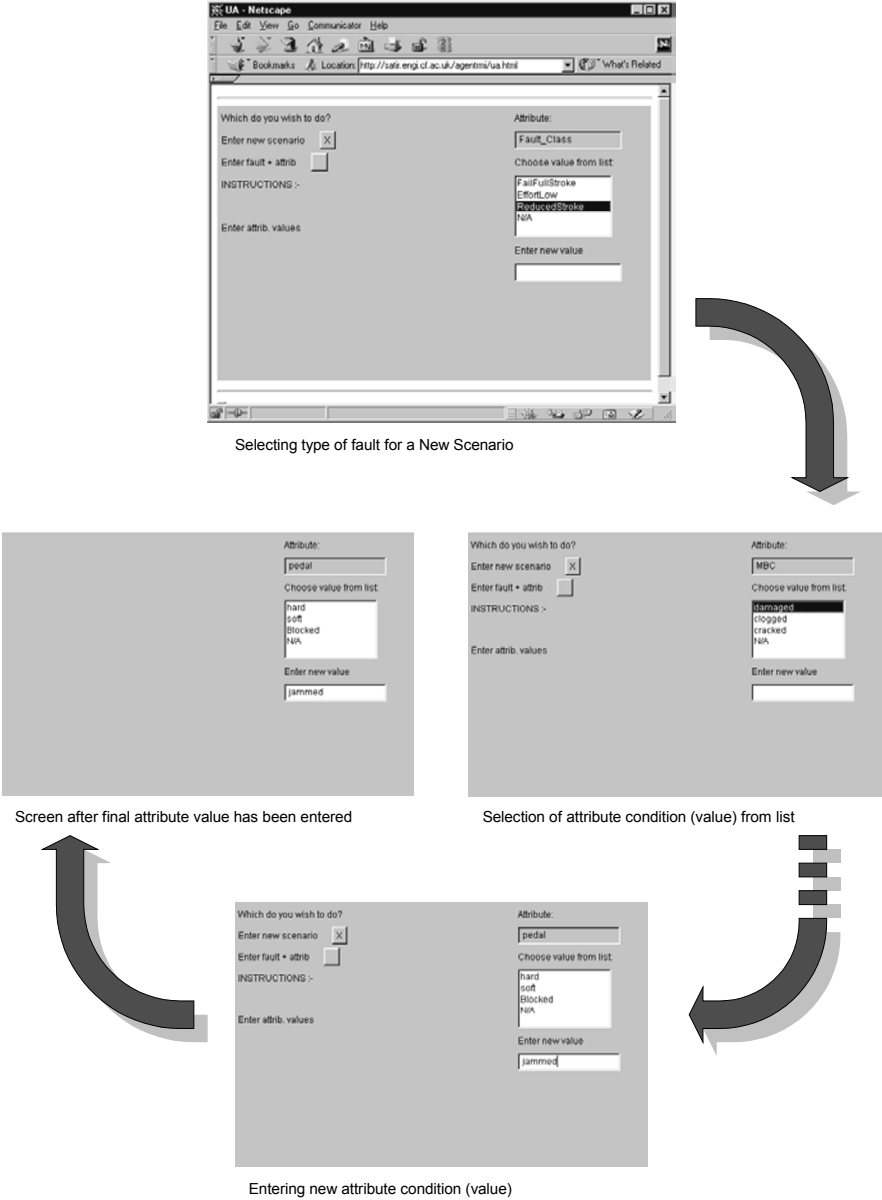 UA - Netscape
File Edit View Go Communicator Help
Bookmarks Location: http://satir.engi.cf.ac.uk/agentmi/ua.html What's Related
Which do you wish to do?
Enter new scenario X
Enter fault + attrib
INSTRUCTIONS :-
Enter attrib. values
Attribute:
Fault_Class
Choose value from list:
FailFullStroke
EffortLow
ReducedStroke
N/A
Enter new value
Selecting type of fault for a New Scenario
Attribute:
pedal
Choose value from list:
hard
soft
Blocked
N/A
Enter new value
jammed
Screen after final attribute value has been entered
Which do you wish to do?
Enter new scenario X
Enter fault + attrib
INSTRUCTIONS :-
Enter attrib. values
Attribute:
MBC
Choose value from list:
damaged
clogged
cracked
N/A
Enter new value
Selection of attribute condition (value) from list
Which do you wish to do?
Enter new scenario X
Enter fault + attrib
INSTRUCTIONS :-
Enter attrib. values
Attribute:
pedal
Choose value from list:
hard
soft
Blocked
N/A
Enter new value
jammed
Entering new attribute condition (value)